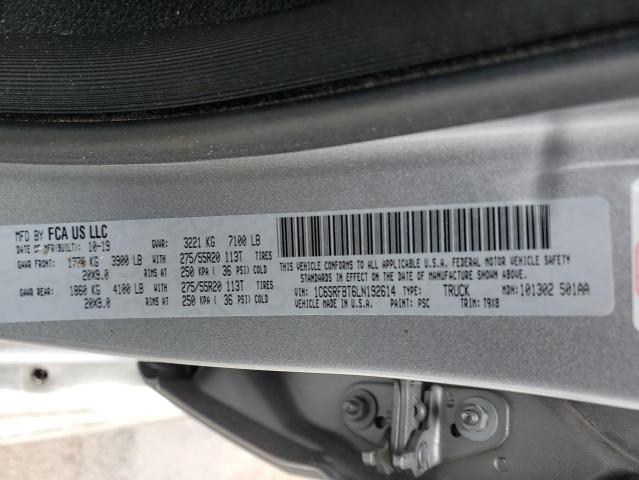 MFD BY FCA US LLC
DATE OF MFR(BUILT): 10-19 GVWR: 3221 KG 7100 LB
GAWR FRONT: KG 3900 LB WITH 275/55R20 113T TIRES
20X9.0 RIMS AT 250 KPA ( 36 PSI) COLD
GAWR REAR: 1860 KG 4100 LB WITH 275/55R20 113T TIRES
20X9.0 RIMS AT 250 KPA ( 36 PSI) COLD
THIS VEHICLE CONFORMS TO ALL APPLICABLE U.S.A. FEDERAL MOTOR VEHICLE SAFETY
STANDARDS IN EFFECT ON THE DATE OF MANUFACTURE SHOWN ABOVE.
VIN: 1C6SRFBT6LN192614 TYPE: TRUCK MDH: 101302 501AA
VEHICLE MADE IN U.S.A. PAINT: PSC TRIM: T9X8